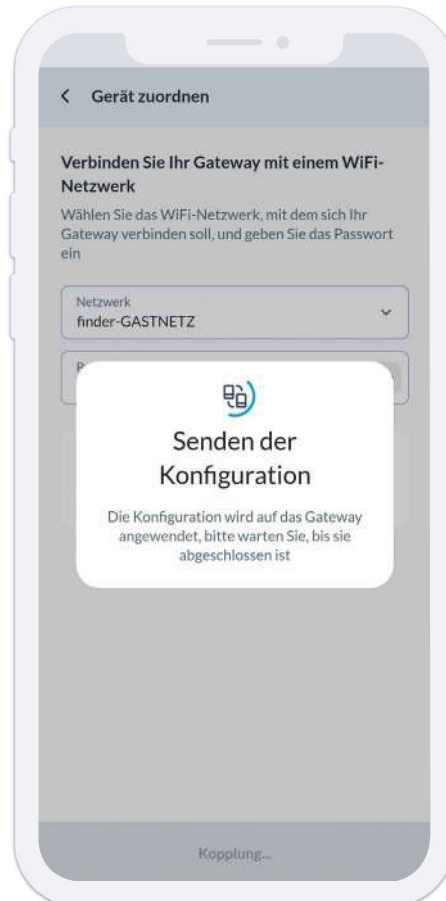 Gerät zuordnen
Verbinden Sie Ihr Gateway mit einem WiFi-
Netzwerk
Wählen Sie das WiFi-Netzwerk, mit dem sich Ihr
Gateway verbinden soll, und geben Sie das Passwort
ein
Netzwerk
finder-GASTNETZ
Senden der
Konfiguration
Die Konfiguration wird auf das Gateway
angewendet, bitte warten Sie, bis sie
abgeschlossen ist
Kopplung...